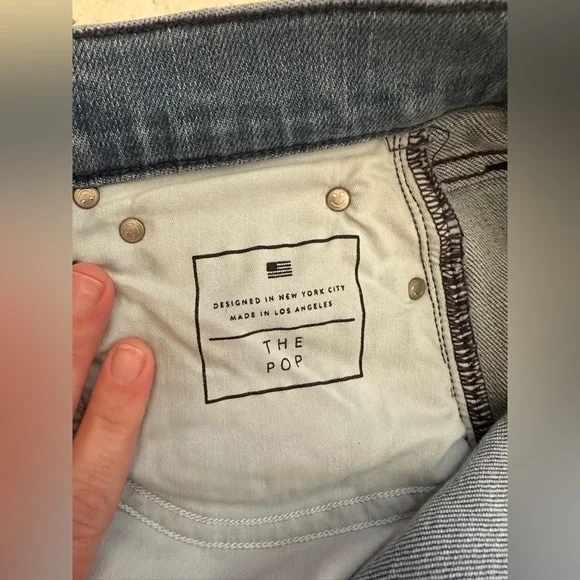 DESIGNED IN NEW YORK CITY
MADE IN LOS ANGELES
THE
POP